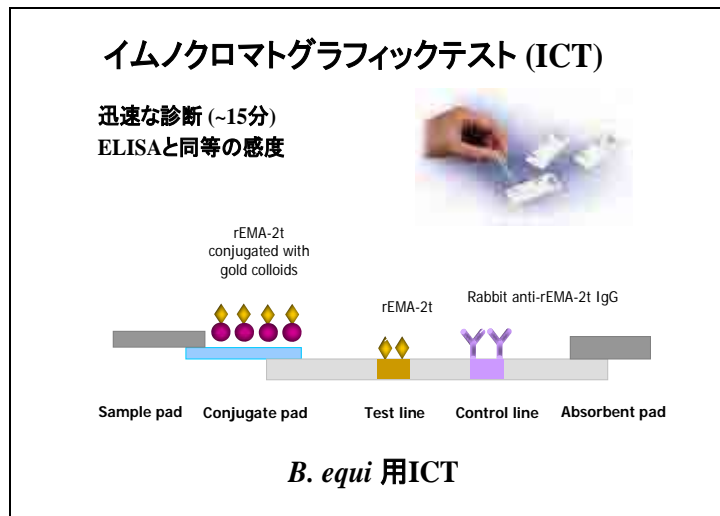 イムノクロマトグラフィックテスト (ICT)
迅速な診断 (~15分)
ELISAと同等の感度
rEMA-2t
conjugated with
gold colloids
rEMA-2t
Rabbit anti-rEMA-2t IgG
Sample pad
Conjugate pad
Test line
Control line
Absorbent pad
B. equi 用ICT